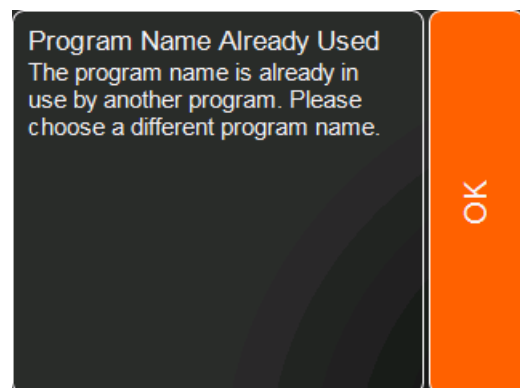 Program Name Already Used
The program name is already in
use by another program. Please
choose a different program name.
OK